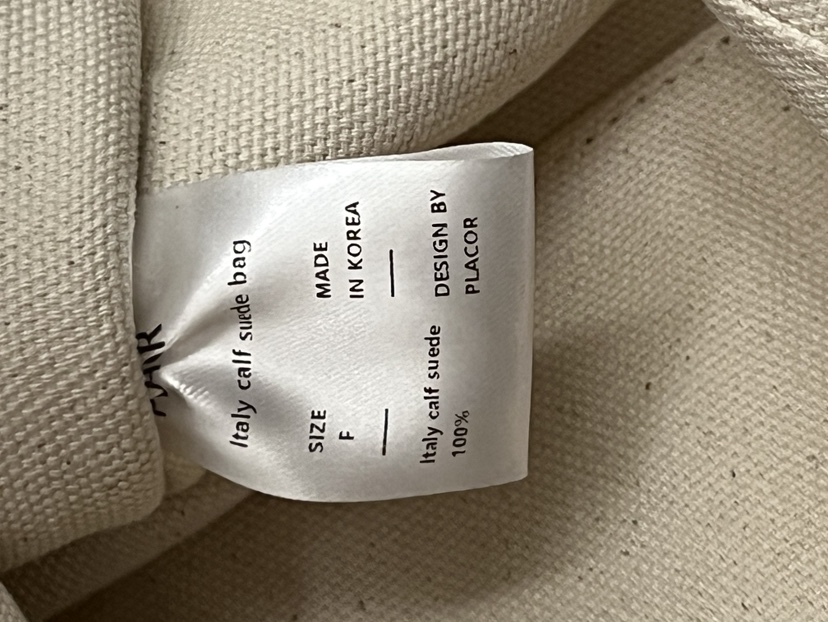 Italy calf suede bag
SIZE
F
Italy calf suede
100%
MADE
IN KOREA
DESIGN BY
PLACOR